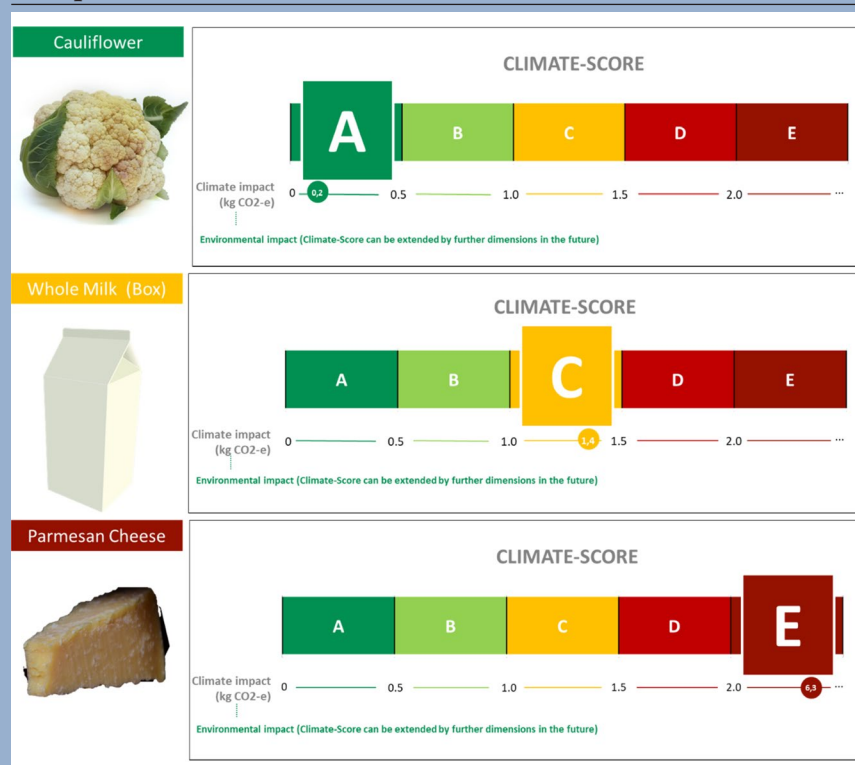 Cauliflower
CLIMATE-SCORE
A B C D E
Climate impact
(kg CO2-e)
0 0,2 0.5 1.0 1.5 2.0 ...
Environmental impact (Climate-Score can be extended by further dimensions in the future)
Whole Milk (Box)
CLIMATE-SCORE
A B C D E
Climate impact
(kg CO2-e)
0 0.5 1.0 1,4 1.5 2.0 ...
Environmental impact (Climate-Score can be extended by further dimensions in the future)
Parmesan Cheese
CLIMATE-SCORE
A B C D E
Climate impact
(kg CO2-e)
0 0.5 1.0 1.5 2.0 6,3 ...
Environmental impact (Climate-Score can be extended by further dimensions in the future)